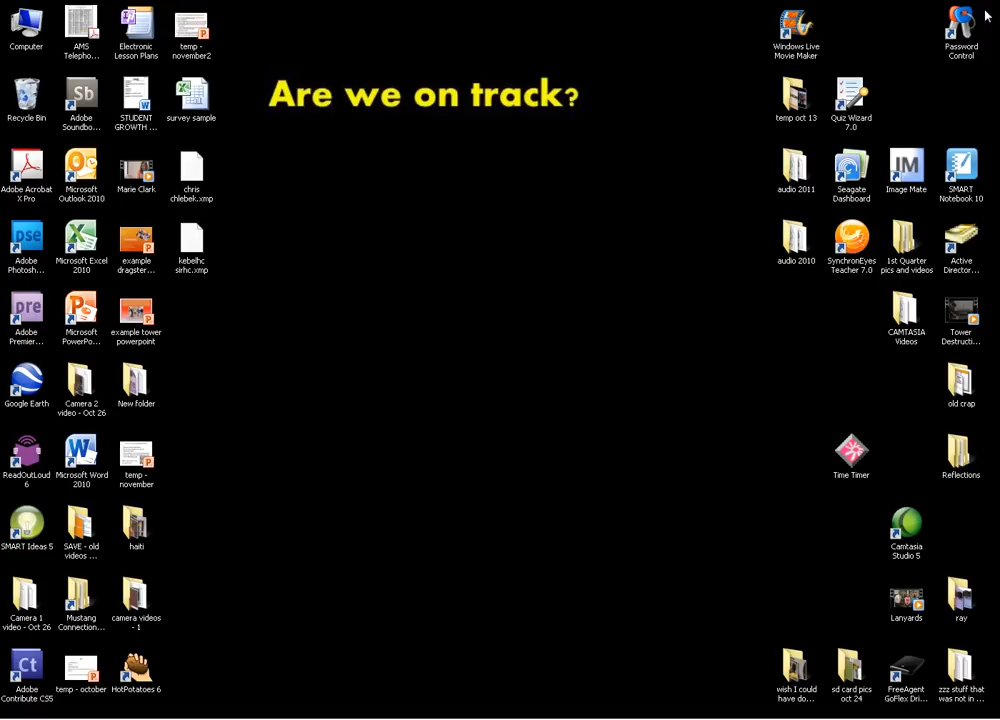 Are we on track?
Computer
AMS
Telepho...
Electronic
Lesson Plans
temp -
november2
Windows Live
Movie Maker
Password
Control
Recycle Bin
Sb
Adobe
Soundbo...
STUDENT
GROWTH ...
survey sample
temp oct 13
Quiz Wizard
7.0
Adobe Acrobat
X Pro
Microsoft
Outlook 2010
Marie Clark
chris
chlebek.xmp
audio 2011
Seagate
Dashboard
IM
Image Mate
SMART
Notebook 10
pse
Adobe
Photosh...
Microsoft Excel
2010
example
dragster...
kebelhc
sirhc.xmp
audio 2010
SynchronEyes
Teacher 7.0
1st Quarter
pics and videos
Active
Director...
pre
Adobe
Premier...
Microsoft
PowerPo...
example tower
powerpoint
CAMTASIA
Videos
Tower
Destructi...
Google Earth
Camera 2
video - Oct 26
New folder
old crap
ReadOutLoud
6
Microsoft Word
2010
temp -
november
Time Timer
Reflections
SMART Ideas 5
SAVE - old
videos ...
haiti
Camtasia
Studio 5
Camera 1
video - Oct 26
Mustang
Connection...
camera videos
- 1
Lanyards
ray
Ct
Adobe
Contribute CS5
temp - october
HotPotatoes 6
wish I could
have do...
sd card pics
oct 24
FreeAgent
GoFlex Dri...
zzz stuff that
was not in ...